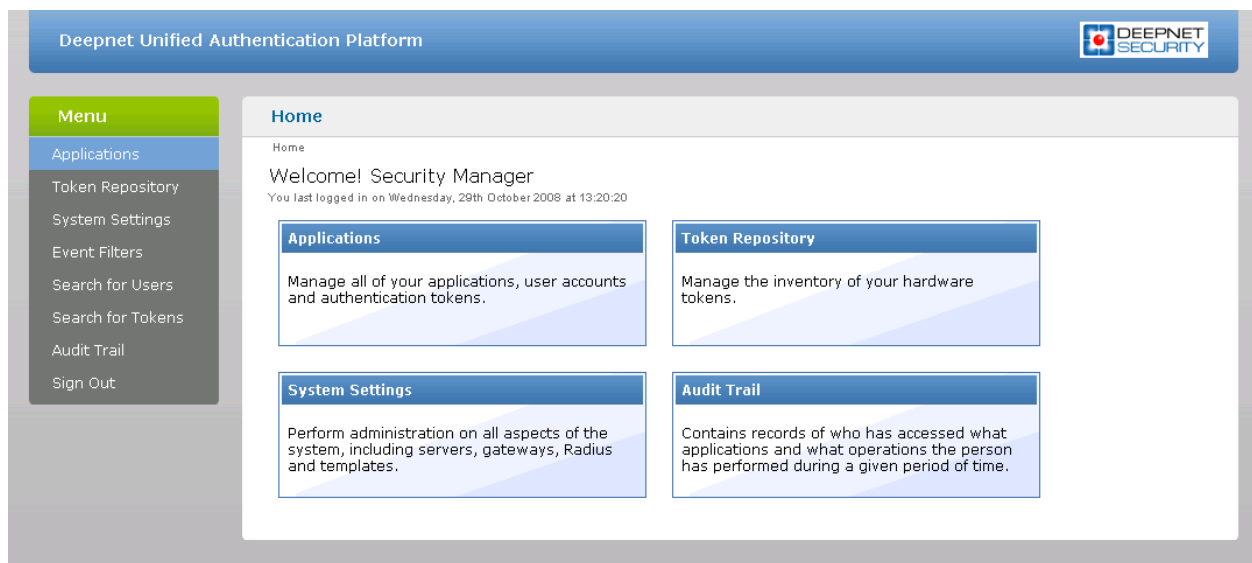 Deepnet Unified Authentication Platform
DEEPNET
SECURITY
Menu
Applications
Token Repository
System Settings
Event Filters
Search for Users
Search for Tokens
Audit Trail
Sign Out
Home
Home
Welcome! Security Manager
You last logged in on Wednesday, 29th October 2008 at 13:20:20
Applications
Manage all of your applications, user accounts
and authentication tokens.
Token Repository
Manage the inventory of your hardware
tokens.
System Settings
Perform administration on all aspects of the
system, including servers, gateways, Radius
and templates.
Audit Trail
Contains records of who has accessed what
applications and what operations the person
has performed during a given period of time.